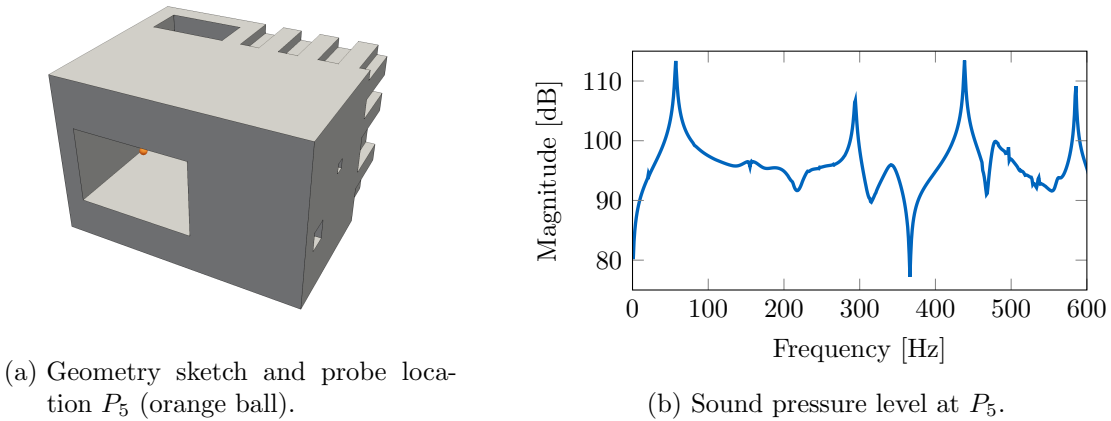 110
100
90
80
Magnitude [dB]
0 100 200 300 400 500 600
Frequency [Hz]
(a) Geometry sketch and probe loca-
tion P₅ (orange ball).
(b) Sound pressure level at P₅.